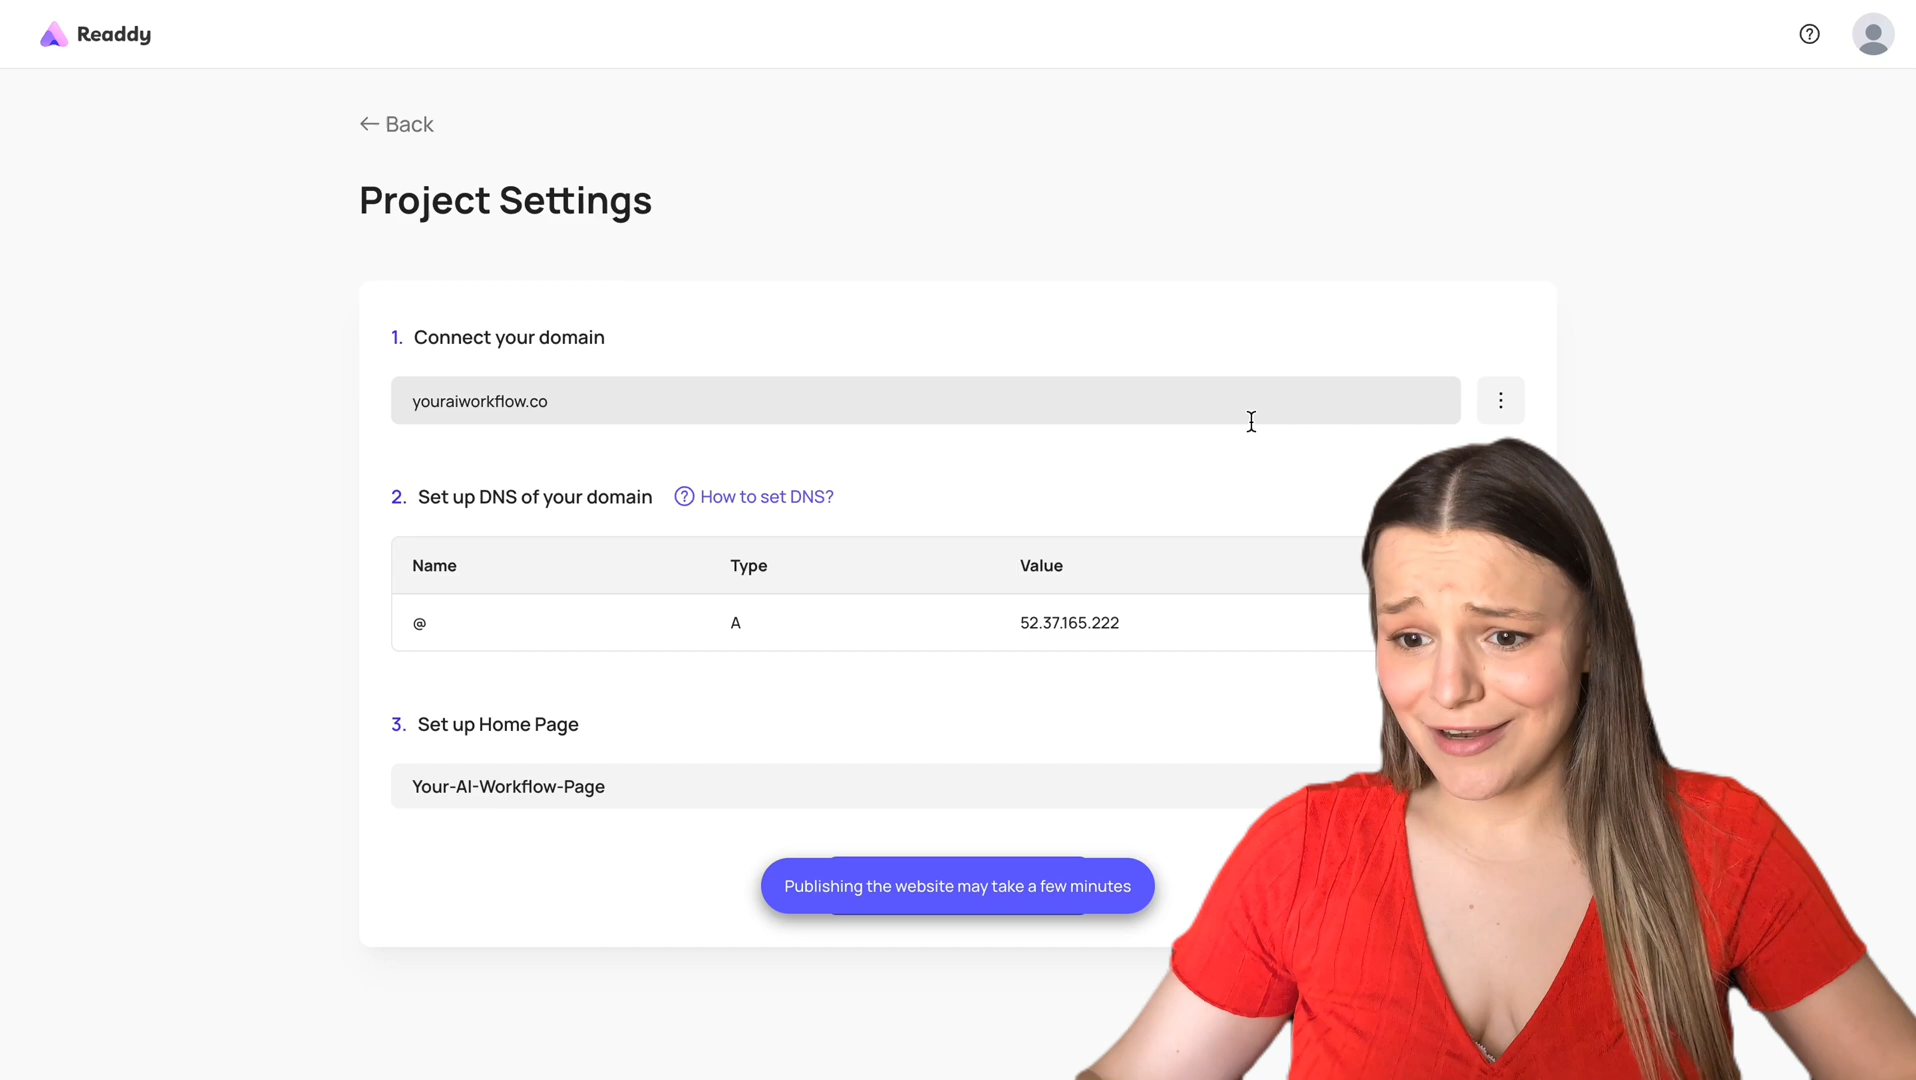 Readdy
← Back
Project Settings
1. Connect your domain
youraiworkflow.co
2. Set up DNS of your domain ? How to set DNS?
Name Type Value
@ A 52.37.165.222
3. Set up Home Page
Your-AI-Workflow-Page
Publishing the website may take a few minutes